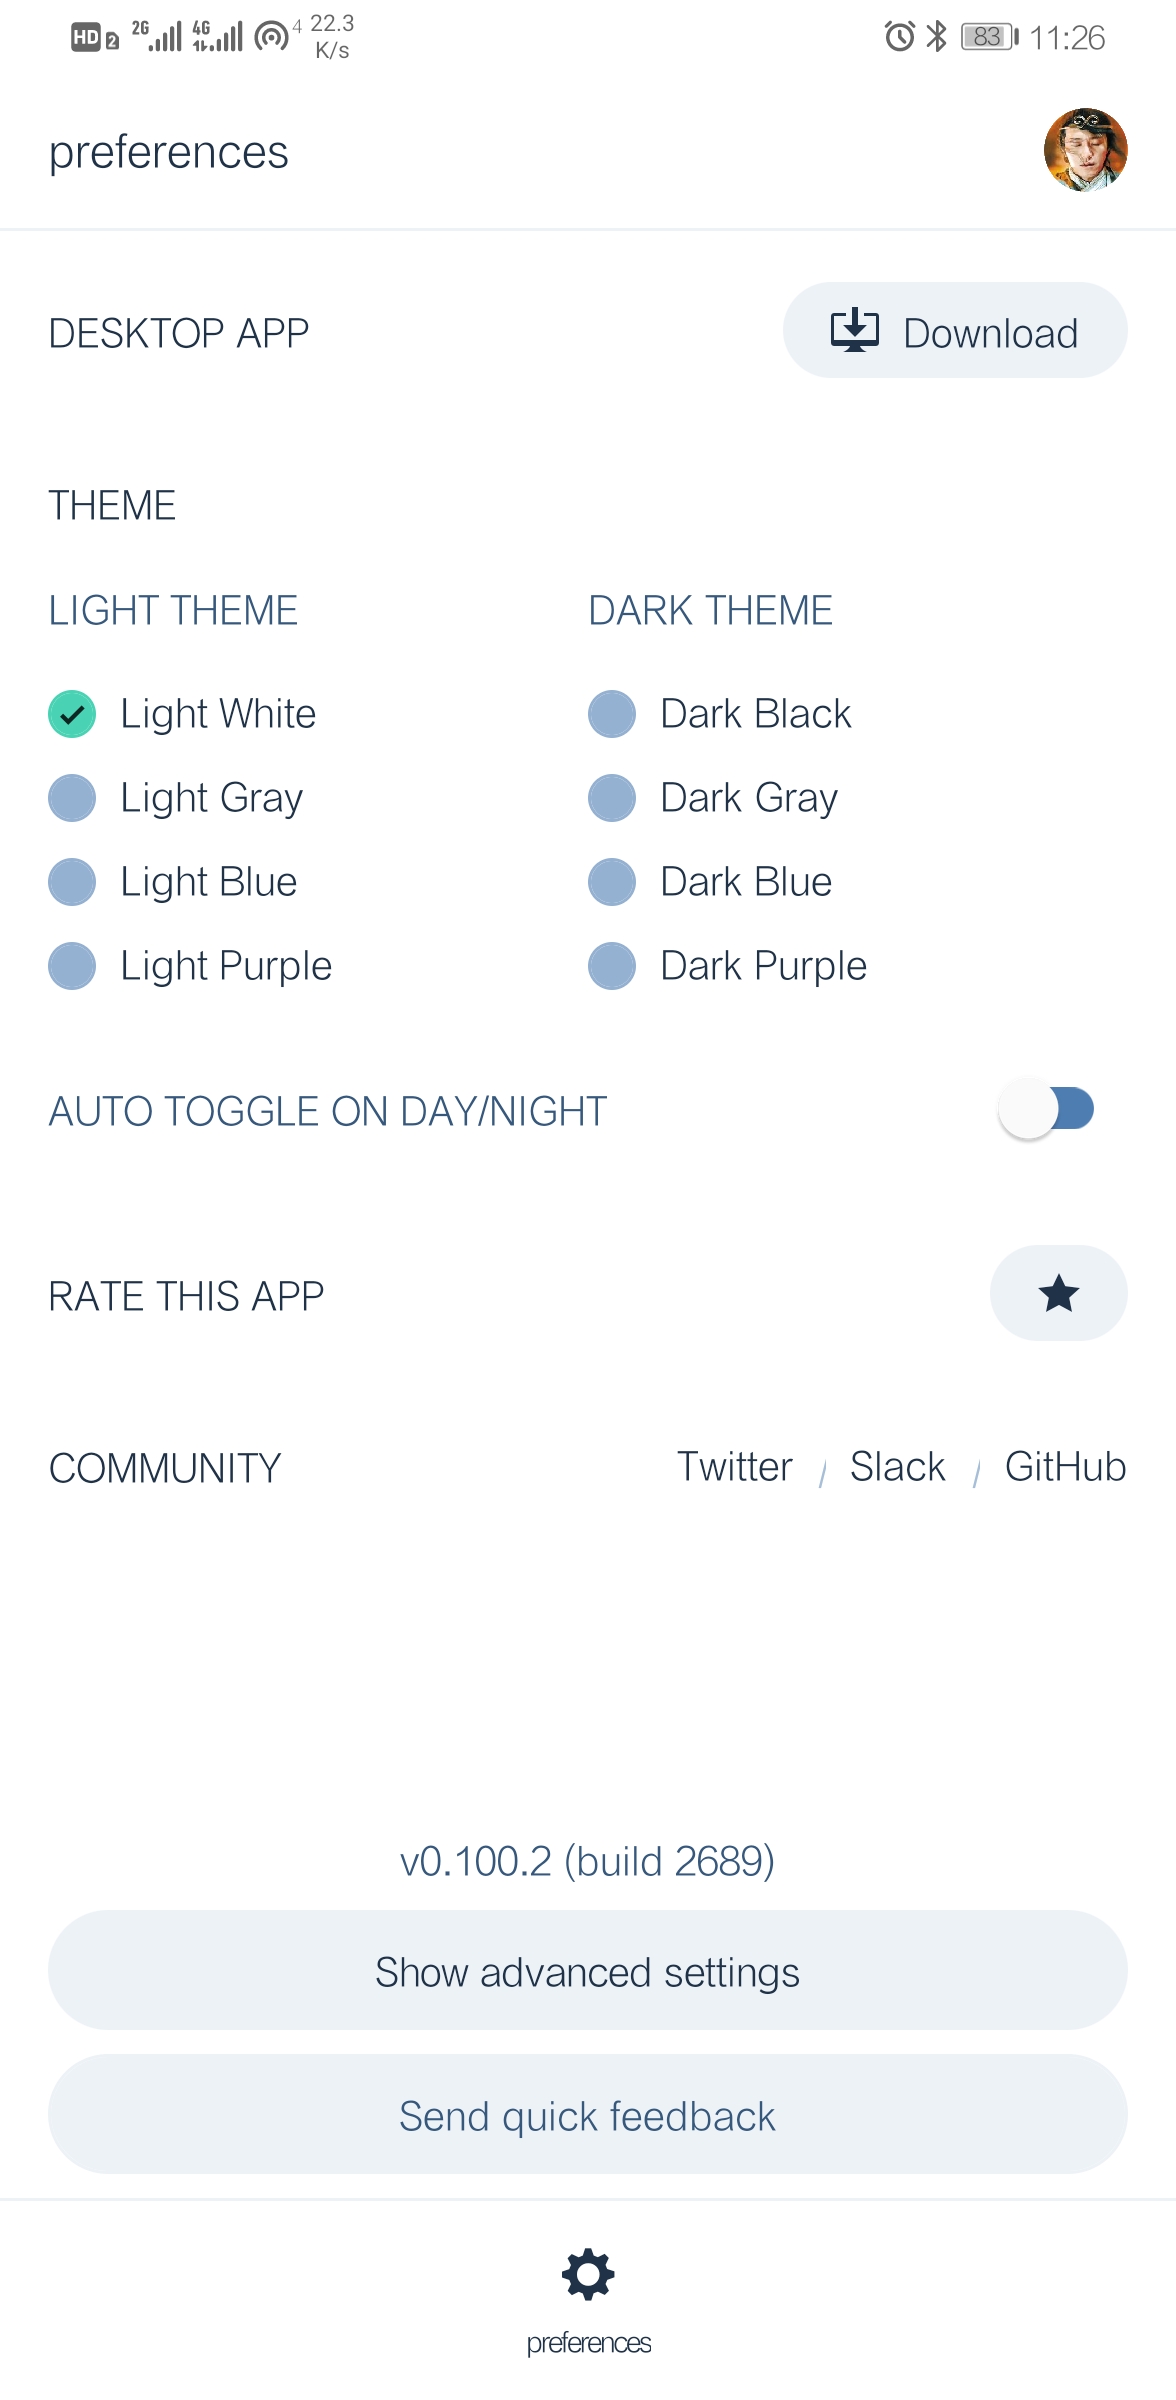 HD 2 2G 4G 4 22.3 K/s 83 11:26
preferences
DESKTOP APP Download
THEME
LIGHT THEME DARK THEME
Light White Dark Black
Light Gray Dark Gray
Light Blue Dark Blue
Light Purple Dark Purple
AUTO TOGGLE ON DAY/NIGHT
RATE THIS APP
COMMUNITY Twitter / Slack / GitHub
v0.100.2 (build 2689)
Show advanced settings
Send quick feedback
preferences